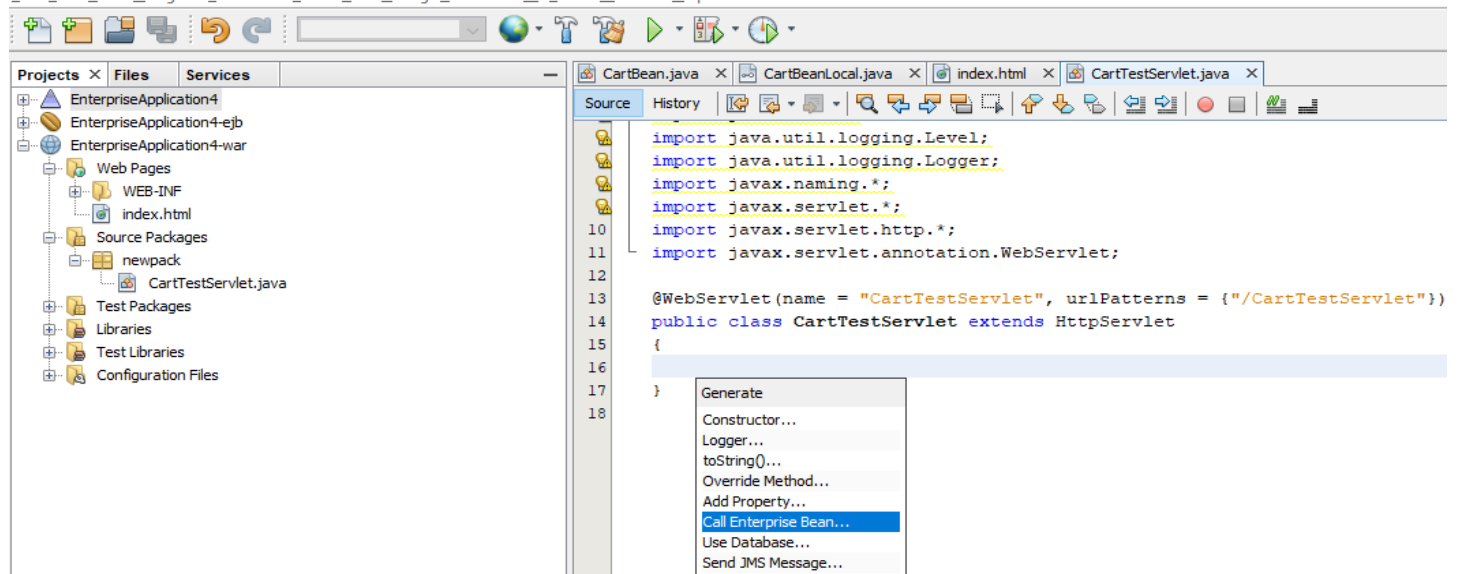 Projects Files Services
EnterpriseApplication4
EnterpriseApplication4-ejb
EnterpriseApplication4-war
Web Pages
WEB-INF
index.html
Source Packages
newpack
CartTestServlet.java
Test Packages
Libraries
Test Libraries
Configuration Files
CartBean.java CartBeanLocal.java index.html CartTestServlet.java
Source History
import java.util.logging.Level;
import java.util.logging.Logger;
import javax.naming.*;
import javax.servlet.*;
10 import javax.servlet.http.*;
11 import javax.servlet.annotation.WebServlet;
12
13 @WebServlet(name = "CartTestServlet", urlPatterns = {"/CartTestServlet"})
14 public class CartTestServlet extends HttpServlet
15 {
16
17 }
18
Generate
Constructor...
Logger...
toString()...
Override Method...
Add Property...
Call Enterprise Bean...
Use Database...
Send JMS Message...